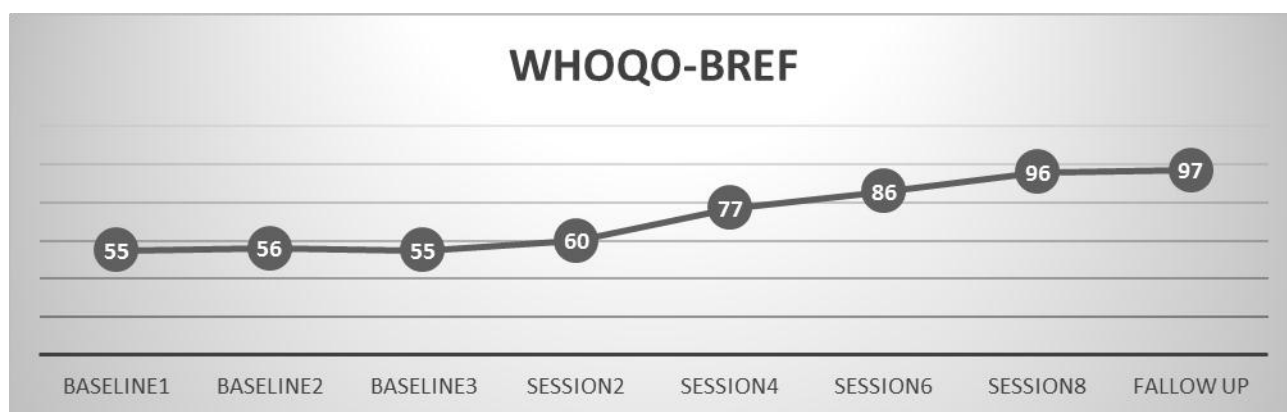 WHOQO-BREF
55 56 55 60 77 86 96 97
BASELINE1 BASELINE2 BASELINE3 SESSION2 SESSION4 SESSION6 SESSION8 FALLOW UP